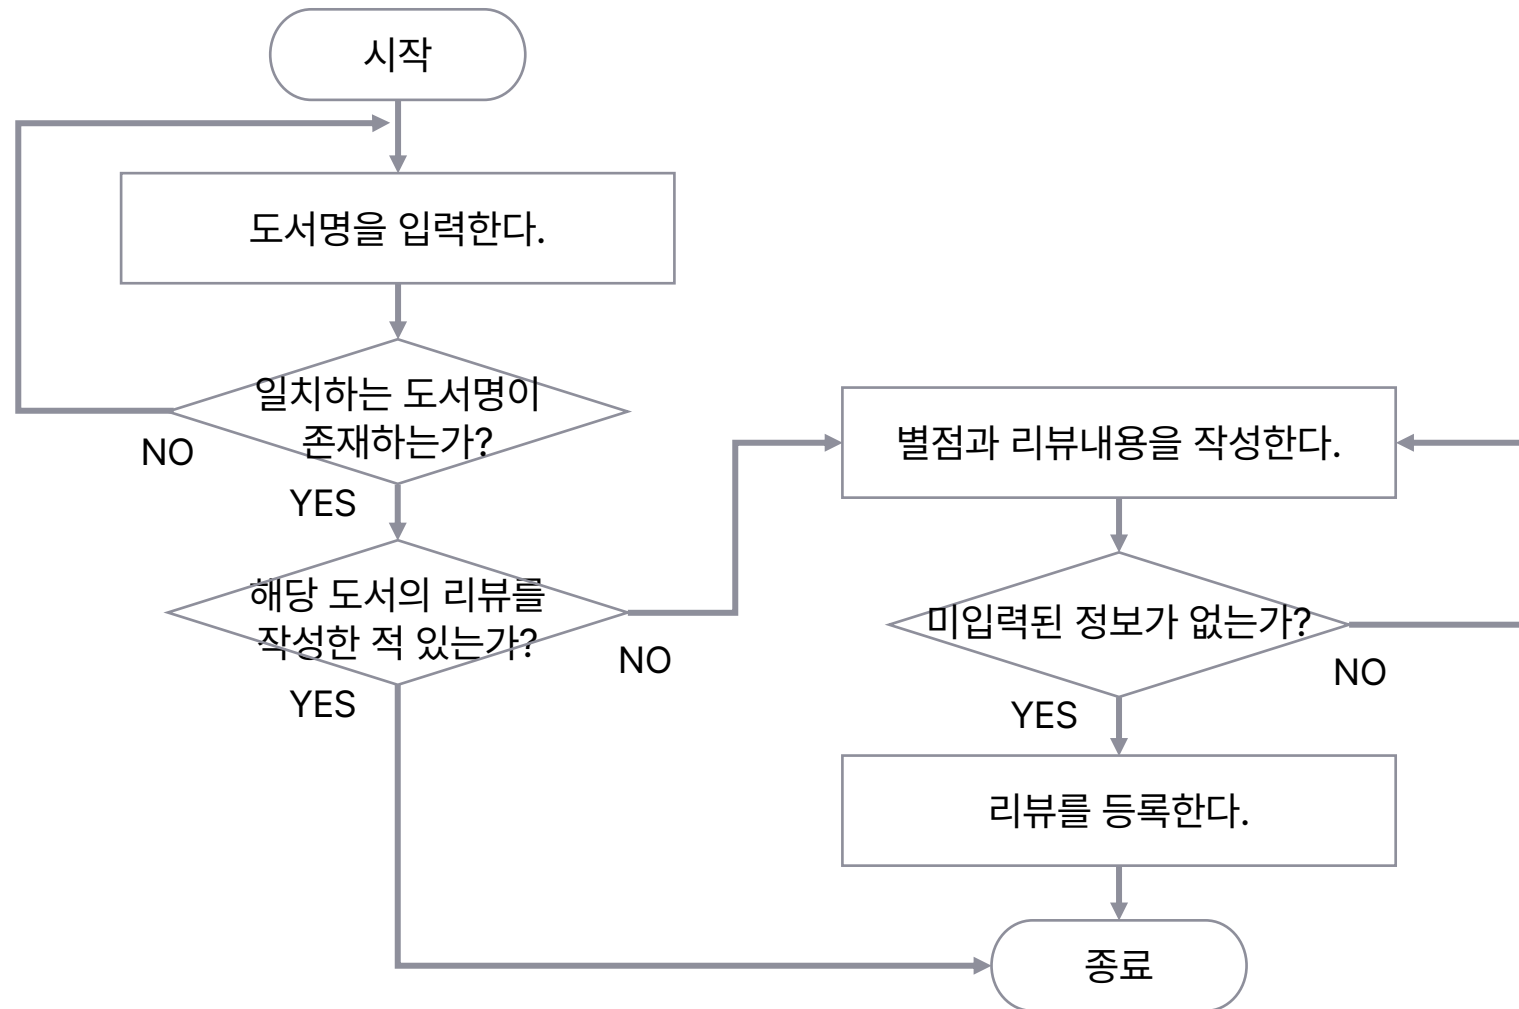 시작
도서명을 입력한다.
일치하는 도서명이
존재하는가?
NO
YES
해당 도서의 리뷰를
작성한 적 있는가?
NO
YES
별점과 리뷰내용을 작성한다.
미입력된 정보가 없는가?
NO
YES
리뷰를 등록한다.
종료